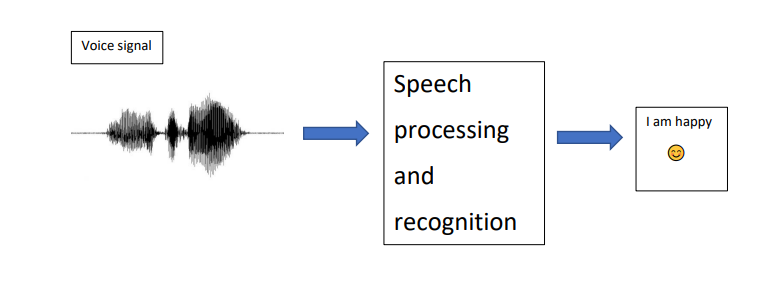 Voice signal
Speech
processing
and
recognition
I am happy
😊